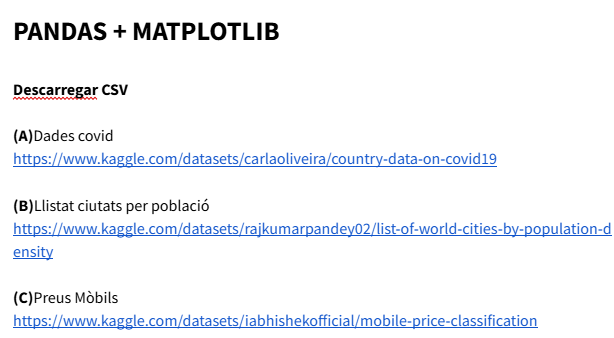 PANDAS + MATPLOTLIB
Descarregar CSV
(A)Dades covid
https://www.kaggle.com/datasets/carlaoliveira/country-data-on-covid19
(B)Llistat ciutats per població
https://www.kaggle.com/datasets/rajkumarpandey02/list-of-world-cities-by-population-d
ensity
(C)Preus Mòbils
https://www.kaggle.com/datasets/iabhishekofficial/mobile-price-classification